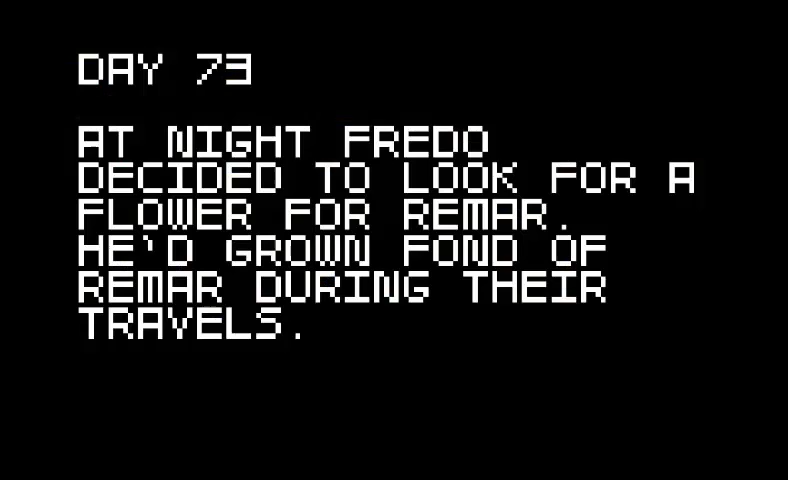 DAY 73
AT NIGHT FREDO
DECIDED TO LOOK FOR A
FLOWER FOR REMAR.
HE'D GROWN FOND OF
REMAR DURING THEIR
TRAVELS.